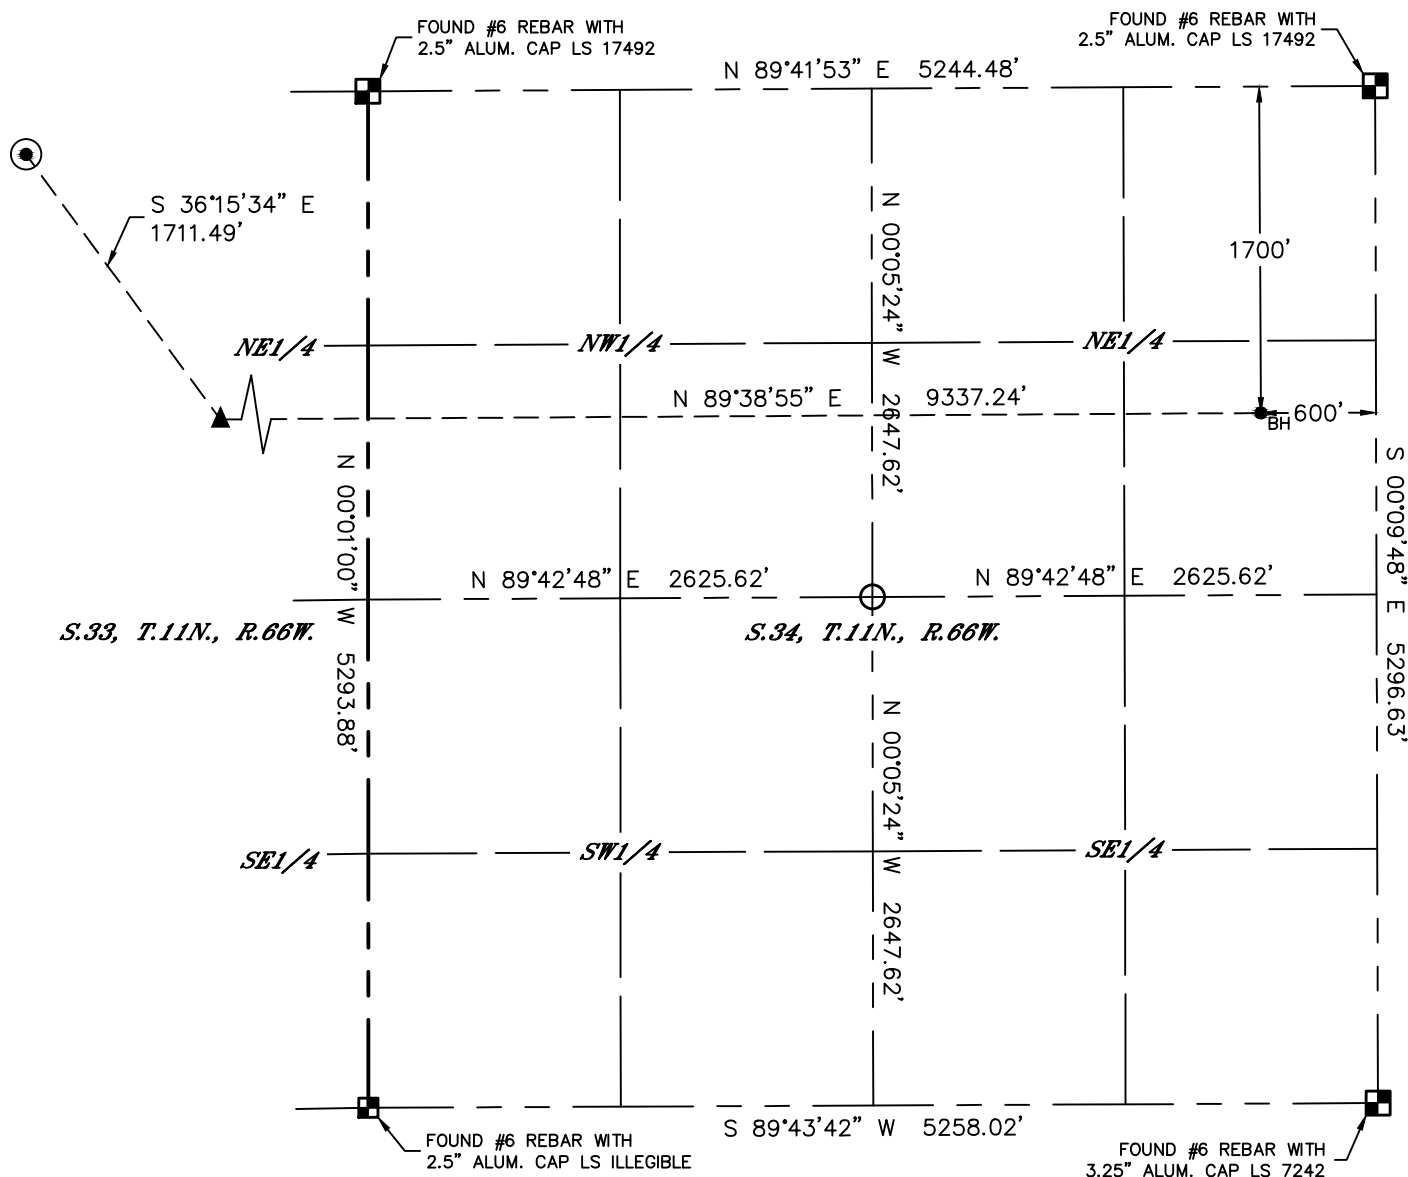 FOUND #6 REBAR WITH
2.5" ALUM. CAP LS 17492
FOUND #6 REBAR WITH
2.5" ALUM. CAP LS 17492
N 89°41'53" E 5244.48'
S 36°15'34" E
1711.49'
N 00°05'24" W 2647.62'
1700'
NE1/4
NW1/4
NE1/4
N 89°38'55" E 9337.24'
600'
BH
N 00°01'00" W 5293.88'
S 00°09'48" E 5296.63'
N 89°42'48" E 2625.62'
N 89°42'48" E 2625.62'
S.33, T.11N., R.66W.
S.34, T.11N., R.66W.
N 00°05'24" W 2647.62'
SE1/4
SW1/4
SE1/4
S 89°43'42" W 5258.02'
FOUND #6 REBAR WITH
2.5" ALUM. CAP LS ILLEGIBLE
FOUND #6 REBAR WITH
3.25" ALUM. CAP LS 7242